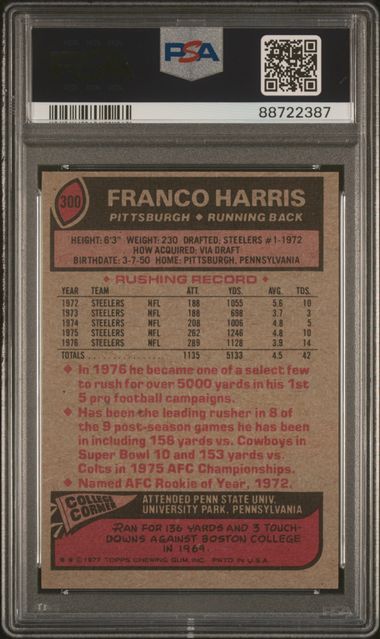 PSA
88722387
300
FRANCO HARRIS
PITTSBURGH ◆ RUNNING BACK
HEIGHT: 6'3" WEIGHT: 230 DRAFTED: STEELERS #1-1972
HOW ACQUIRED: VIA DRAFT
BIRTHDATE: 3-7-50 HOME: PITTSBURGH, PENNSYLVANIA
◆ RUSHING RECORD ◆
YEAR TEAM ATT. YDS. AVG. TDS.
1972 STEELERS NFL 188 1055 5.6 10
1973 STEELERS NFL 188 698 3.7 3
1974 STEELERS NFL 208 1006 4.8 5
1975 STEELERS NFL 262 1246 4.8 10
1976 STEELERS NFL 289 1128 3.9 14
TOTALS 1135 5133 4.5 42
◆ In 1976 he became one of a select few
to rush for over 5000 yards in his 1st
5 pro football campaigns.
◆ Has been the leading rusher in 8 of
the 9 post-season games he has been
in including 158 yards vs. Cowboys in
Super Bowl 10 and 153 yards vs.
Colts in 1975 AFC Championships.
◆ Named AFC Rookie of Year, 1972.
COLLEGE CORNER
ATTENDED PENN STATE UNIV.
UNIVERSITY PARK, PENNSYLVANIA
RAN FOR 136 YARDS AND 3 TOUCH-
DOWNS AGAINST BOSTON COLLEGE
IN 1969.
✱ ✱ © 1977 TOPPS CHEWING GUM, INC. PRTD IN U.S.A.
PSA